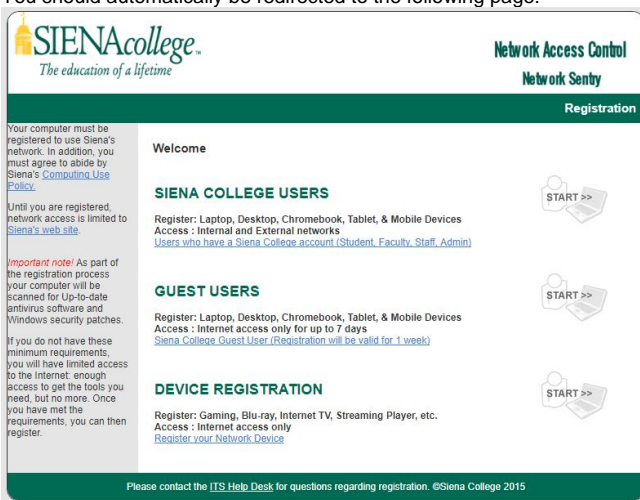 You should automatically be redirected to the following page:
SIENAcollege™
The education of a lifetime
Network Access Control
Network Sentry
Registration
Your computer must be
registered to use Siena's
network. In addition, you
must agree to abide by
Siena's Computing Use
Policy.
Until you are registered,
network access is limited to
Siena's web site.
Important note! As part of
the registration process
your computer will be
scanned for Up-to-date
antivirus software and
Windows security patches.
If you do not have these
minimum requirements,
you will have limited access
to the Internet: enough
access to get the tools you
need, but no more. Once
you have met the
requirements, you can then
register.
Welcome
SIENA COLLEGE USERS
Register: Laptop, Desktop, Chromebook, Tablet, & Mobile Devices
Access : Internal and External networks
Users who have a Siena College account (Student, Faculty, Staff, Admin)
START >>
GUEST USERS
Register: Laptop, Desktop, Chromebook, Tablet, & Mobile Devices
Access : Internet access only for up to 7 days
Siena College Guest User (Registration will be valid for 1 week)
START >>
DEVICE REGISTRATION
Register: Gaming, Blu-ray, Internet TV, Streaming Player, etc.
Access : Internet access only
Register your Network Device
START >>
Please contact the ITS Help Desk for questions regarding registration. ©Siena College 2015